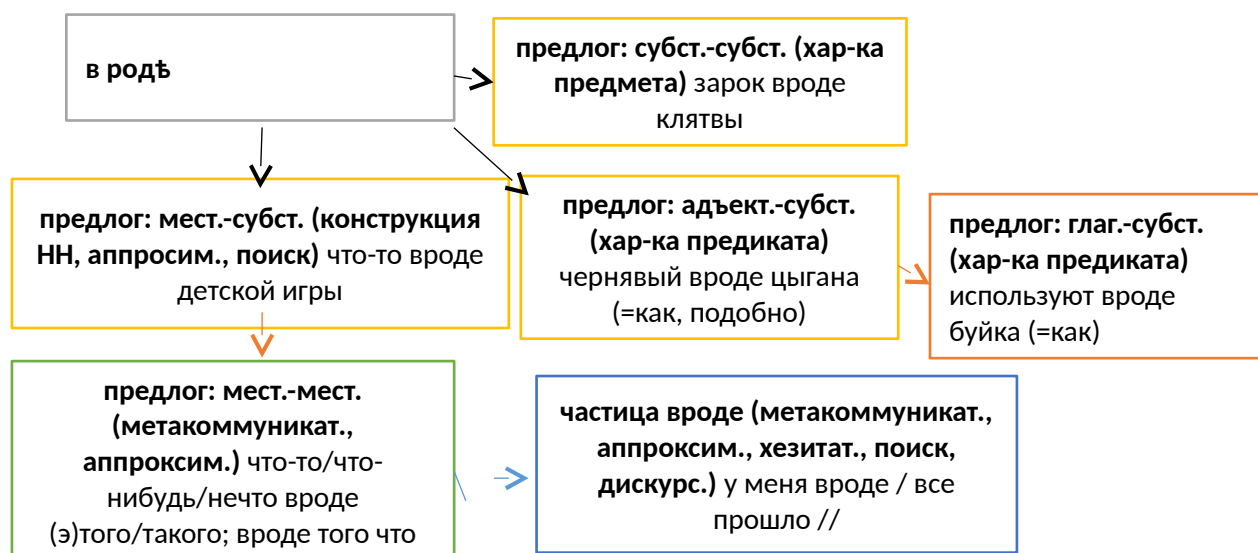 в родѣ
предлог: субст.-субст. (хар-ка
предмета) зарок вроде
клятвы
предлог: мест.-субст. (конструкция
НН, аппросим., поиск) что-то вроде
детской игры
предлог: адъект.-субст.
(хар-ка предиката)
чернявый вроде цыгана
(=как, подобно)
предлог: глаг.-субст.
(хар-ка предиката)
используют вроде
буйка (=как)
предлог: мест.-мест.
(метакоммуникат.,
аппроксим.) что-то/что-
нибудь/нечто вроде
(э)того/такого; вроде того что
частица вроде (метакоммуникат.,
аппроксим., хезитат., поиск,
дискурс.) у меня вроде / все
прошло //